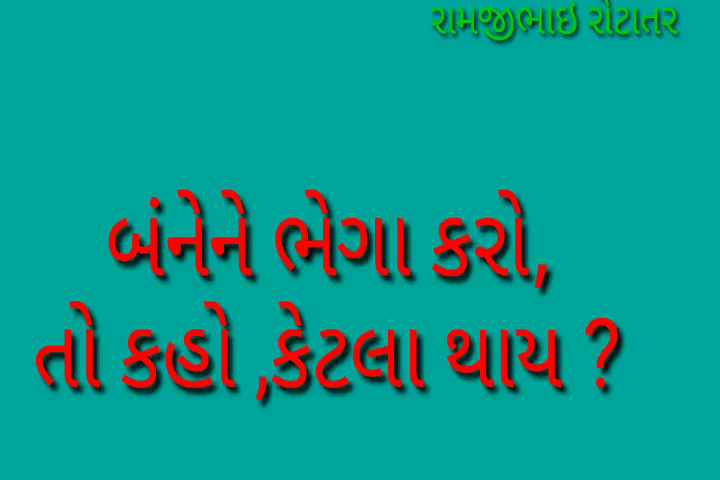 રામજીભાઇ રોટાતર
બંનેને ભેગા કરો,
તો કહો ,કેટલા થાય ?